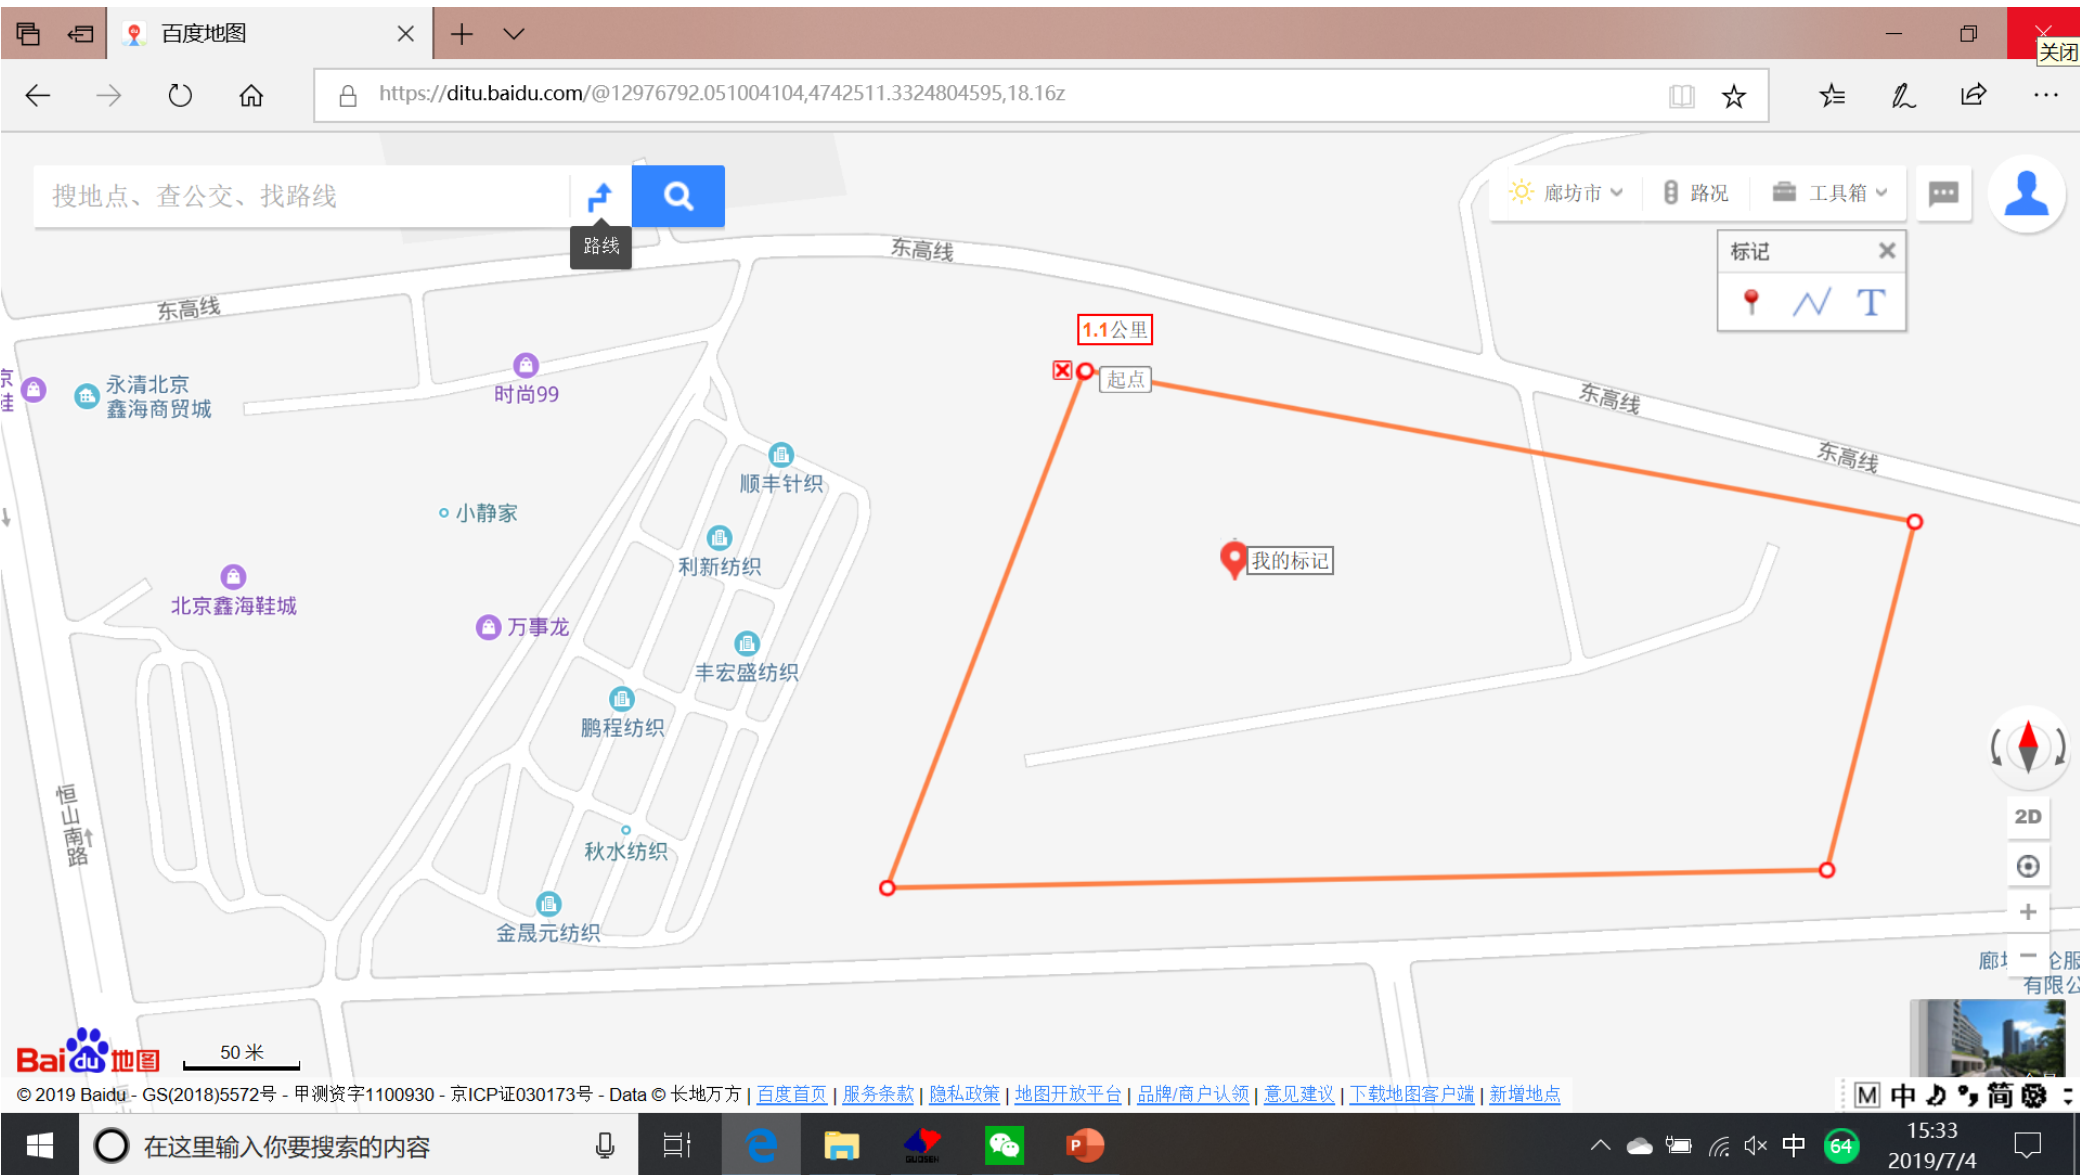 百度地图
关闭
https://ditu.baidu.com/@12976792.051004104,4742511.3324804595,18.16z
搜地点、查公交、找路线
路线
廊坊市
路况
工具箱
标记
T
东高线
东高线
东高线
东高线
1.1公里
起点
我的标记
永清北京
鑫海商贸城
时尚99
顺丰针织
小静家
利新纺织
北京鑫海鞋城
万事龙
丰宏盛纺织
鹏程纺织
恒山南路
秋水纺织
金晟元纺织
2D
有限公
Bai du 地图
50 米
© 2019 Baidu - GS(2018)5572号 - 甲测资字1100930 - 京ICP证030173号 - Data © 长地万方 | 百度首页 | 服务条款 | 隐私政策 | 地图开放平台 | 品牌/商户认领 | 意见建议 | 下载地图客户端 | 新增地点
M 中 简
在这里输入你要搜索的内容
GUOSEN
中
64
15:33
2019/7/4